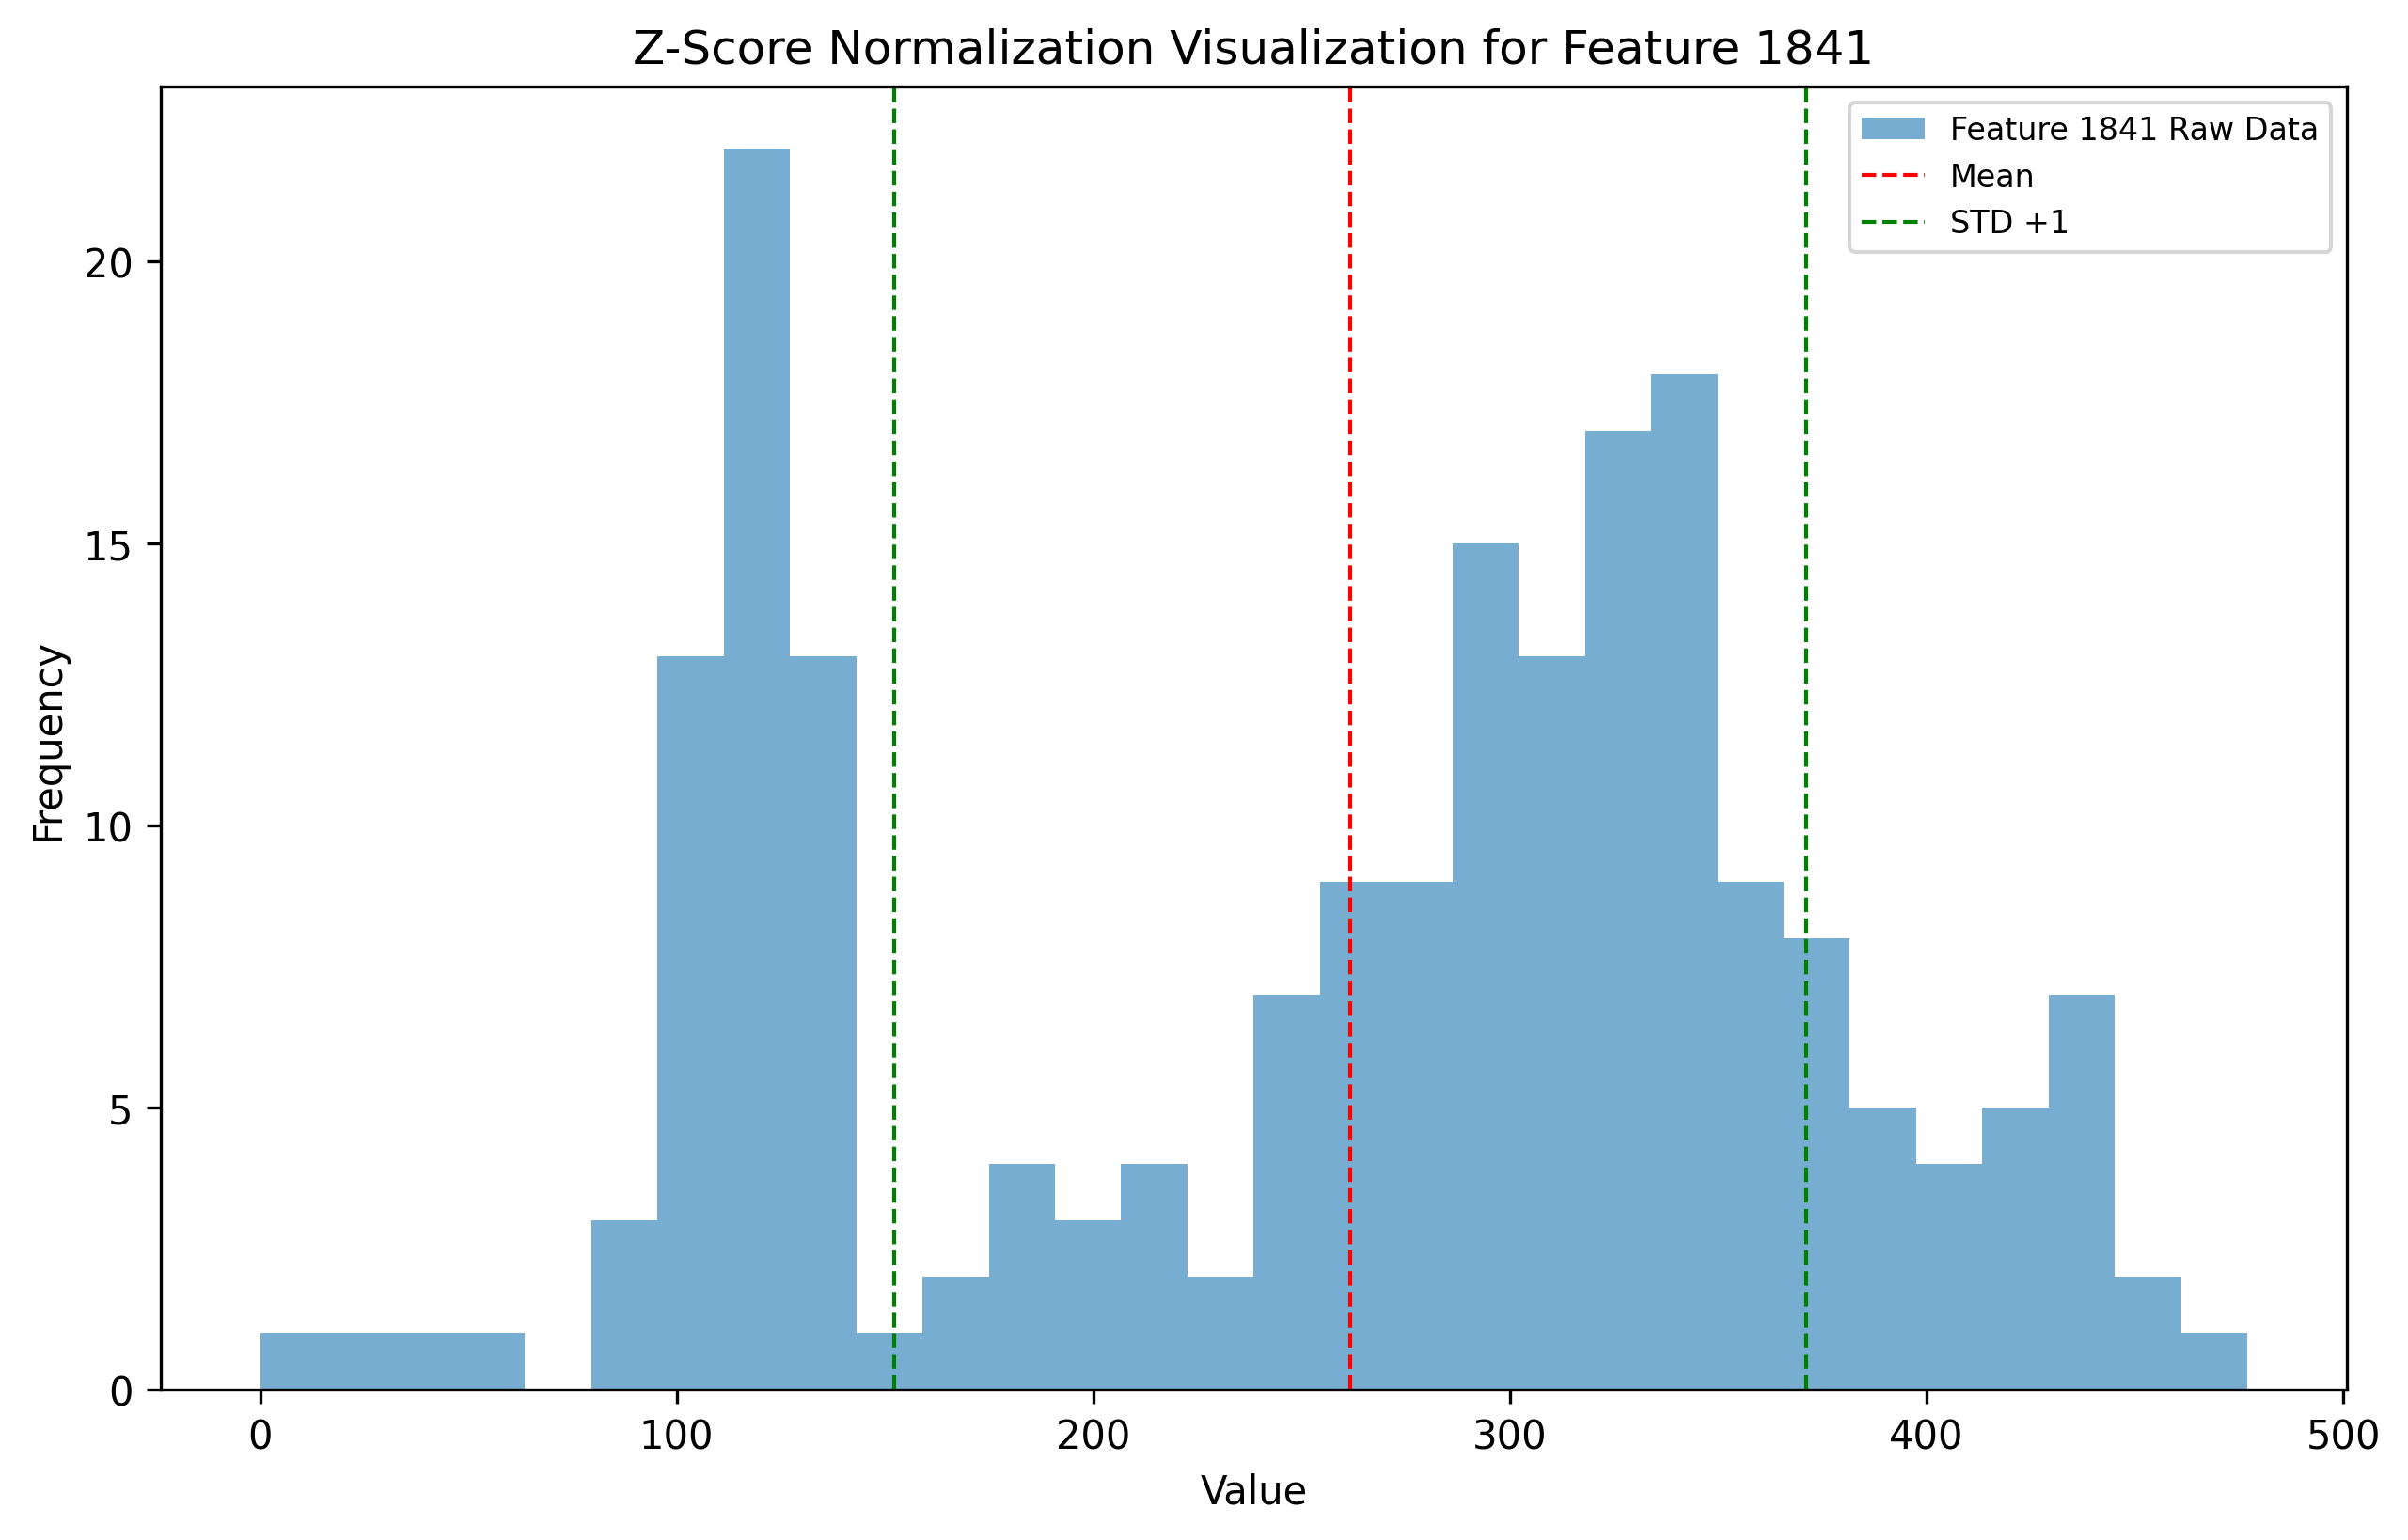 Z-Score Normalization Visualization for Feature 1841
Feature 1841 Raw Data
Mean
STD +1
Frequency
20
15
10
5
0
0 100 200 300 400 500
Value